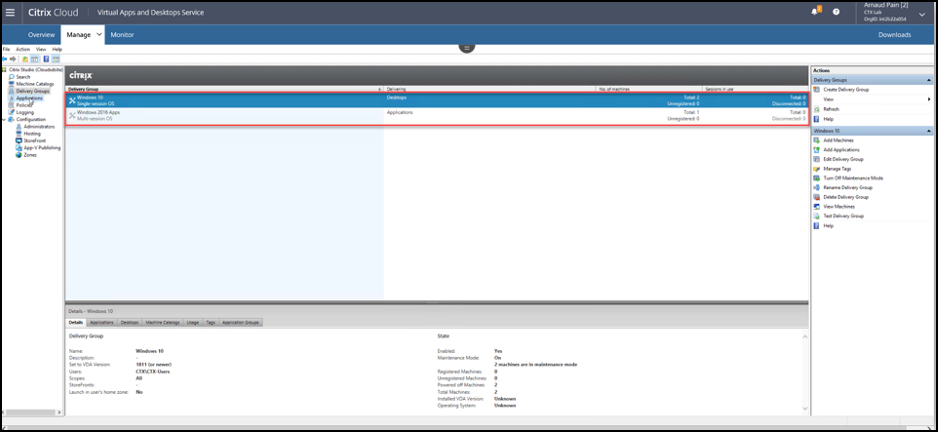 Citrix Cloud Virtual Apps and Desktops Service
Arnaud Pain [2]
CTX Lab
Overview Manage Monitor Downloads
File Action View Help
Search
Machine Catalogs
Delivery Groups
Applications
Logging
Configuration
Administrators
Hosting
StoreFront
App-V Publishing
Zones
CITRIX
Delivery Group Delivering No. of machines Sessions in use
Windows 10 Desktops Total: 2 Total: 0
Single-session OS Unregistered: 0 Disconnected: 0
Windows 2016 Apps Applications Total: 1 Total: 0
Multi-session OS Unregistered: 0 Disconnected: 0
Details - Windows 10
Details Applications Desktops Machine Catalogs Usage Tags Application Groups
Delivery Group
Name: Windows 10
Description: -
Set to VDA Version: 1811 (or newer)
Users: CTX\CTX-Users
Scopes: All
StoreFronts: -
Launch in user's home zone: No
State
Enabled: Yes
Maintenance Mode: On
2 machines are in maintenance mode
Registered Machines: 0
Unregistered Machines: 0
Powered off Machines: 2
Total Machines: 2
Installed VDA Version: Unknown
Operating System: Unknown
Actions
Delivery Groups
Create Delivery Group
View
Refresh
Help
Windows 10
Add Machines
Add Applications
Edit Delivery Group
Manage Tags
Turn Off Maintenance Mode
Rename Delivery Group
Delete Delivery Group
View Machines
Test Delivery Group
Help